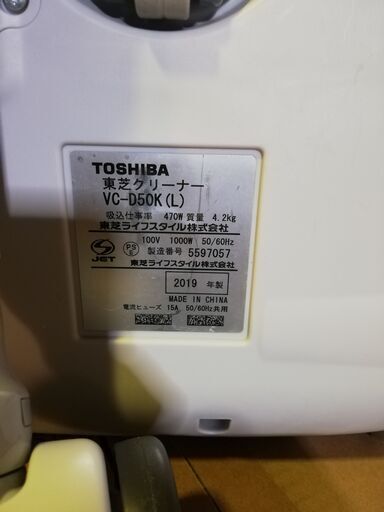 TOSHIBA
東芝クリーナー
VC-D50K(L)
吸込仕事率 470W 質量 4.2kg
東芝ライフスタイル株式会社
100V 1000W 50/60Hz
JET PS E 製造番号 5597057
東芝ライフスタイル株式会社
2019 年製
MADE IN CHINA
電流ヒューズ 15A 50/60Hz共用